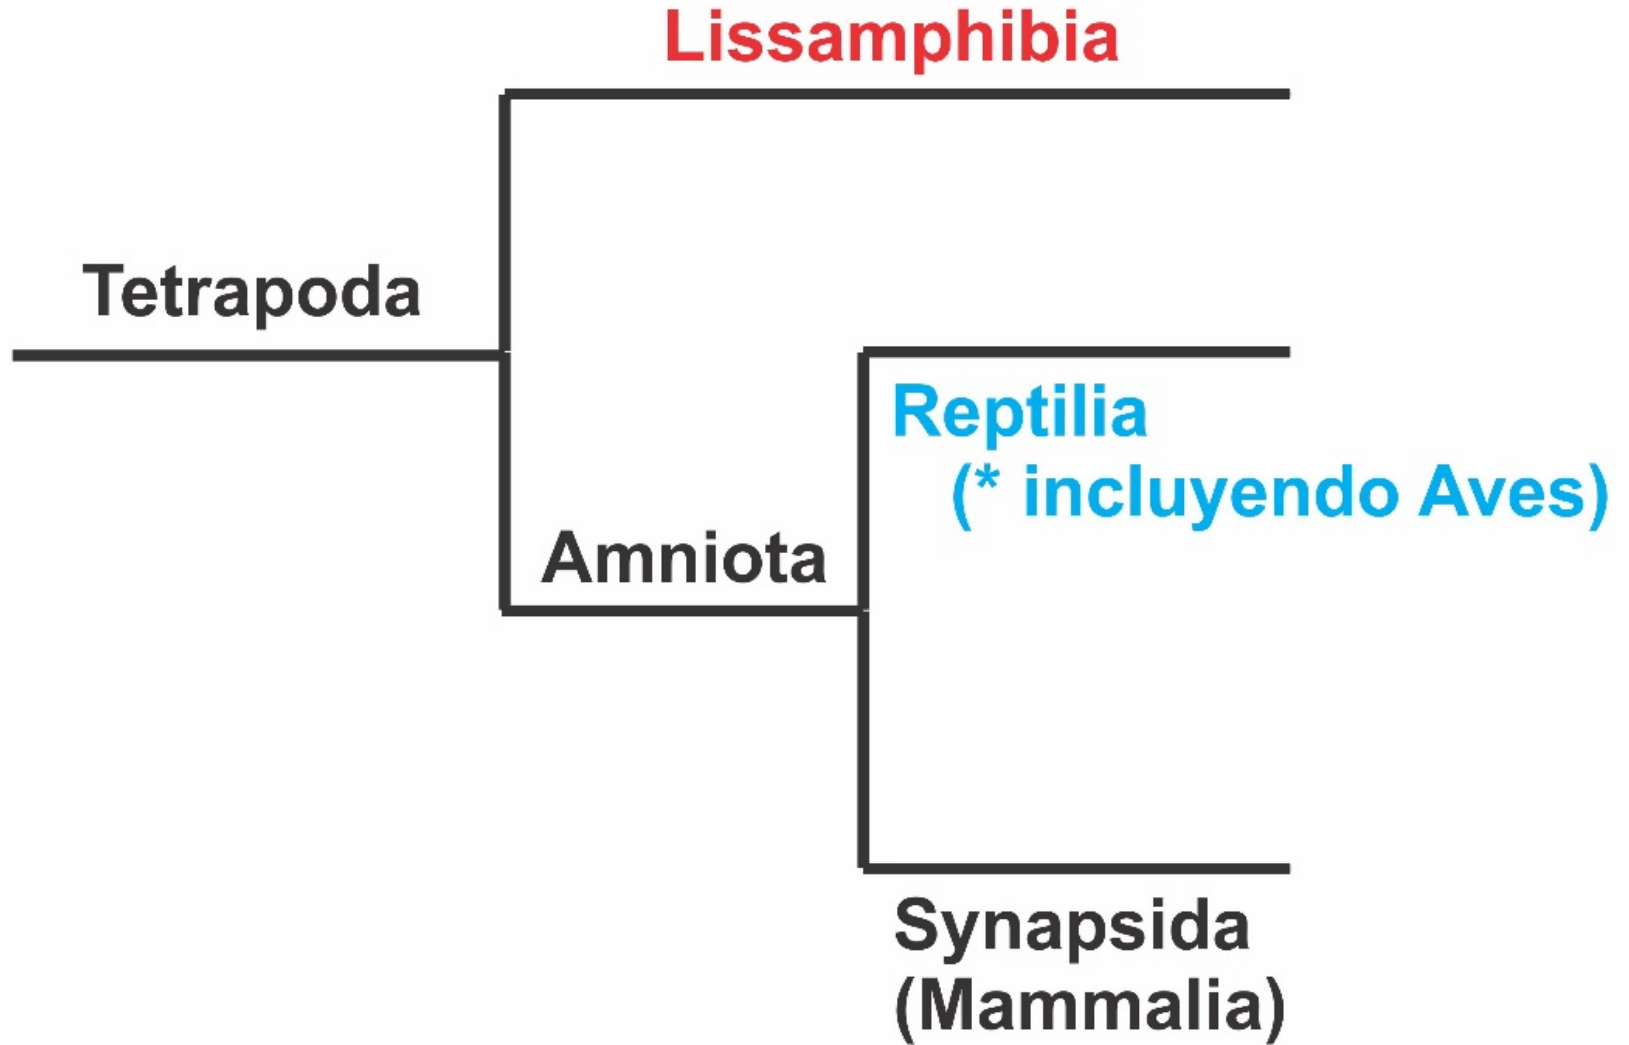 Lissamphibia
Tetrapoda
Reptilia
(* incluyendo Aves)
Amniota
Synapsida
(Mammalia)